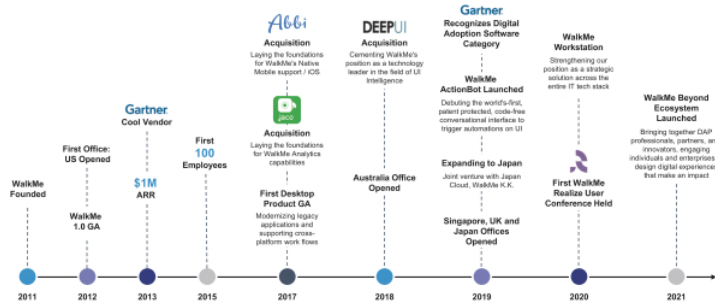 WalkMe
Founded
2011
First Office:
US Opened
WalkMe
1.0 GA
2012
Gartner
Cool Vendor
$1M
ARR
2013
First
100
Employees
2015
Abbi
Acquisition
Laying the foundations
for WalkMe's Native
Mobile support / iOS
jaco
Acquisition
Laying the foundations
for WalkMe Analytics
capabilities
First Desktop
Product GA
Modernizing legacy
applications and
supporting cross-
platform work flows
2017
DEEPUI
Acquisition
Cementing WalkMe's
position as a technology
leader in the field of UI
Intelligence
Australia Office
Opened
2018
Gartner
Recognizes Digital
Adoption Software
Category
WalkMe
ActionBot Launched
Debuting the world's-first,
patent protected, code-free
conversational interface to
trigger automations on UI
Expanding to Japan
Joint venture with Japan
Cloud, WalkMe K.K.
Singapore, UK and
Japan Offices
Opened
2019
WalkMe
Workstation
Strengthening our
position as a strategic
solution across the
entire IT tech stack
First WalkMe
Realize User
Conference Held
2020
WalkMe Beyond
Ecosystem
Launched
Bringing together DAP
professionals, partners, an
innovators, engaging
individuals and enterprises
design digital experience
that make an impact
2021